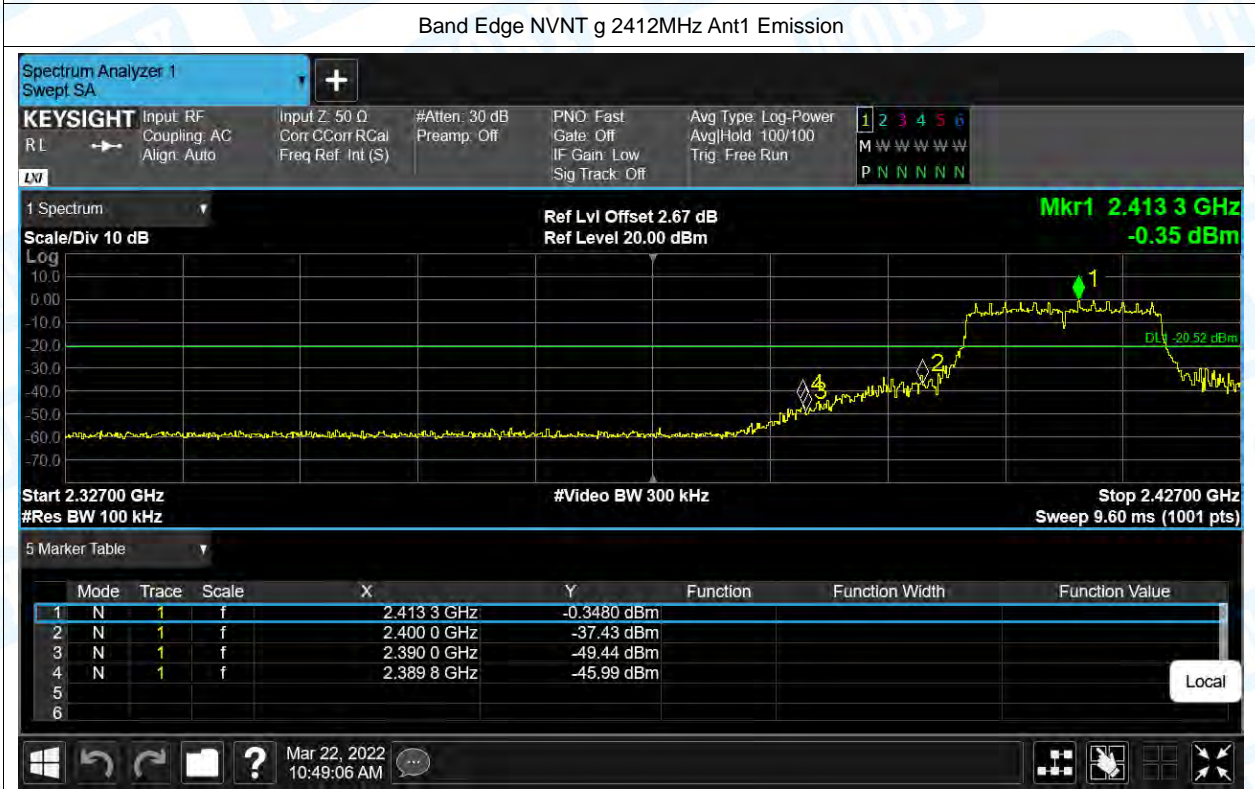 Band Edge NVNT g 2412MHz Ant1 Emission
Spectrum Analyzer 1
Swept SA
+
KEYSIGHT
R L
LXI
Input: RF
Coupling: AC
Align: Auto
Input Z: 50 Ω
Corr CCorr RCal
Freq Ref: Int (S)
#Atten: 30 dB
Preamp: Off
PNO: Fast
Gate: Off
IF Gain: Low
Sig Track: Off
Avg Type: Log-Power
Avg|Hold: 100/100
Trig: Free Run
1 2 3 4 5 6
M W W W W W W
P N N N N N N
1 Spectrum
Scale/Div 10 dB
Ref Lvl Offset 2.67 dB
Ref Level 20.00 dBm
Mkr1 2.413 3 GHz
-0.35 dBm
Log
10.0
0.00
-10.0
-20.0
-30.0
-40.0
-50.0
-60.0
-70.0
1
DL1 -20.52 dBm
2
4
3
Start 2.32700 GHz
#Video BW 300 kHz
Stop 2.42700 GHz
#Res BW 100 kHz
Sweep 9.60 ms (1001 pts)
5 Marker Table
Mode Trace Scale X Y Function Function Width Function Value
1 N 1 f 2.413 3 GHz -0.3480 dBm
2 N 1 f 2.400 0 GHz -37.43 dBm
3 N 1 f 2.390 0 GHz -49.44 dBm
4 N 1 f 2.389 8 GHz -45.99 dBm
5
6
Local
?
Mar 22, 2022
10:49:06 AM